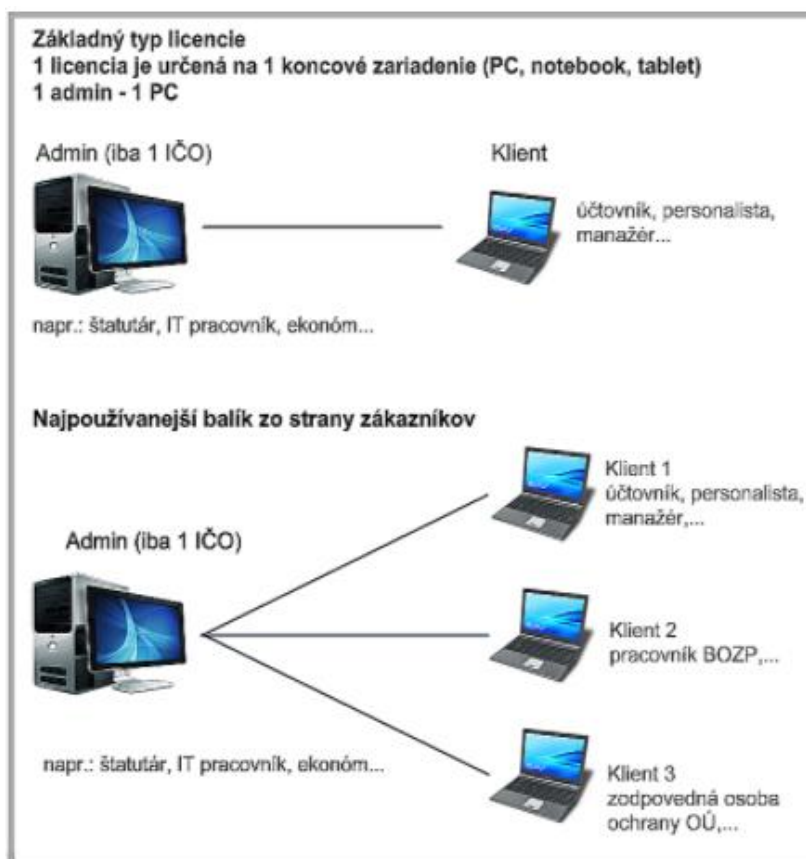 Základný typ licencie
1 licencia je určená na 1 koncové zariadenie (PC, notebook, tablet)
1 admin - 1 PC
Admin (iba 1 IČO)
Klient
účtovník, personalista,
manažér...
napr.: štatutár, IT pracovník, ekonóm...
Najpoužívanejší balík zo strany zákazníkov
Klient 1
účtovník, personalista,
manažér,...
Admin (iba 1 IČO)
Klient 2
pracovník BOZP,...
napr.: štatutár, IT pracovník, ekonóm...
Klient 3
zodpovedná osoba
ochrany OÚ,...